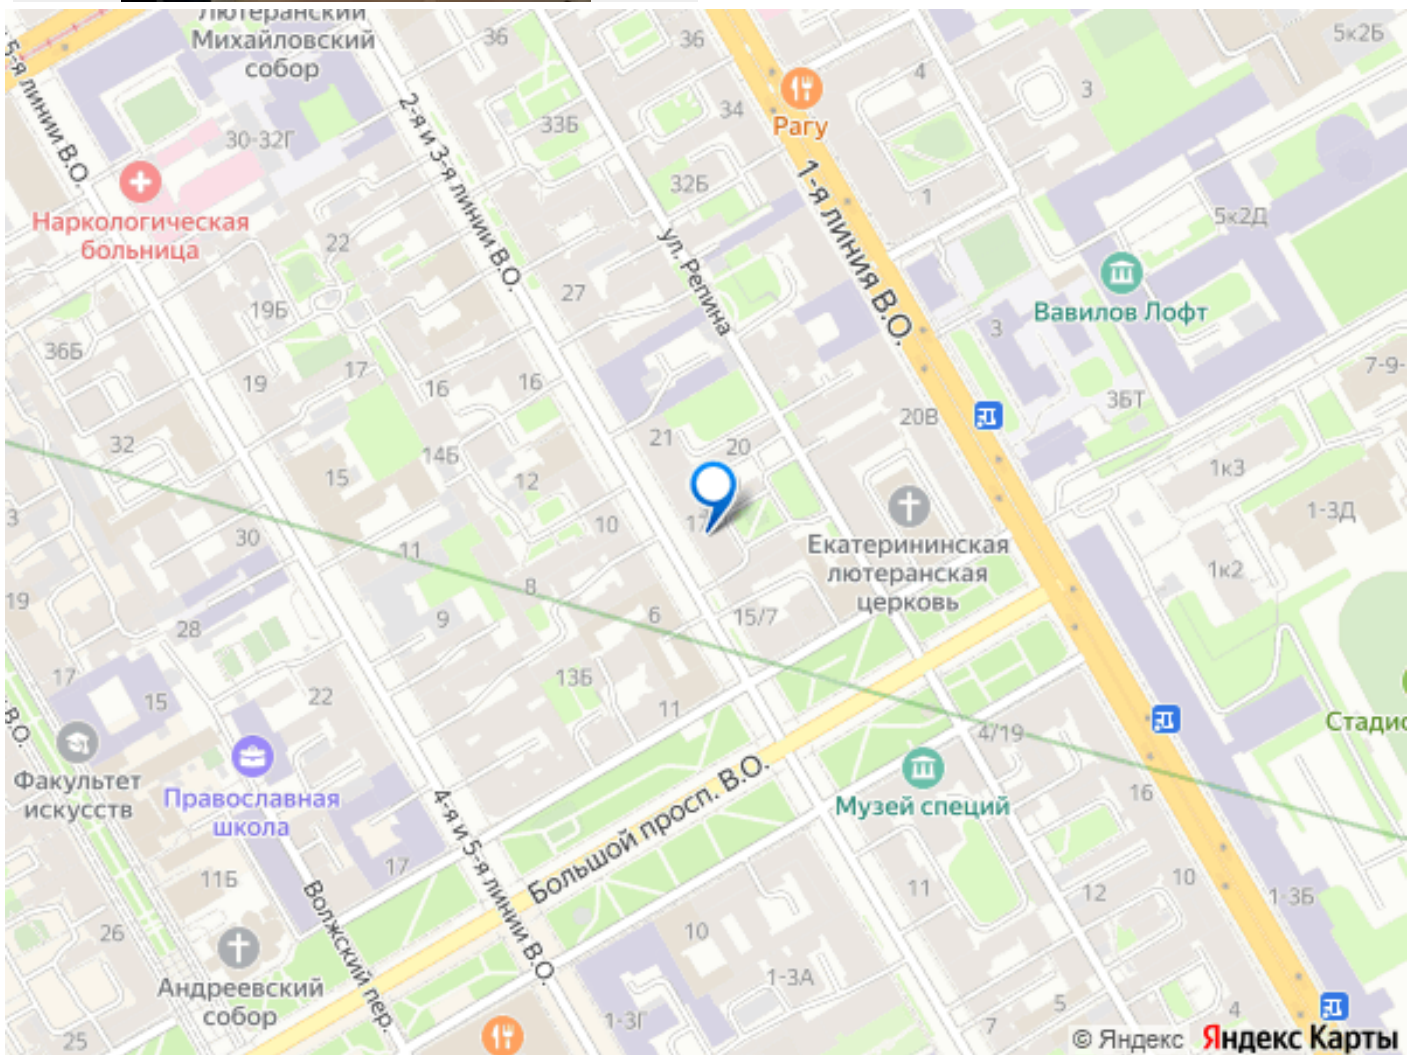 Лютеранский
Михайловский
собор
36
36
5к2Б
4
3
5-я линии В.О.
34
Рагу
33Б
30-32Г
2-я и 3-я линии В.О.
32Б
1
1-я линия В.О.
Наркологическая
больница
22
ул. Репина
5к2Д
27
Вавилов Лофт
19Б
3
36Б
17
19
16
16
7-9-
3БТ
20В
32
21
20
14Б
15
12
1к3
3
17
10
1-3Д
30
11
Екатерининская
лютеранская
церковь
1к2
8
19
9
6
15/7
28
17
13Б
15
22
11
В.О.
4/19
Стадио
Факультет
искусств
Православная
школа
Большой просп. В.О.
Музей специй
16
4-я и 5-я линии В.О.
17
11Б
11
12
10
1-3Б
Волжский пер.
26
10
Андреевский
собор
1-3А
5
25
1-3Г
7
4
© Яндекс Яндекс Карты